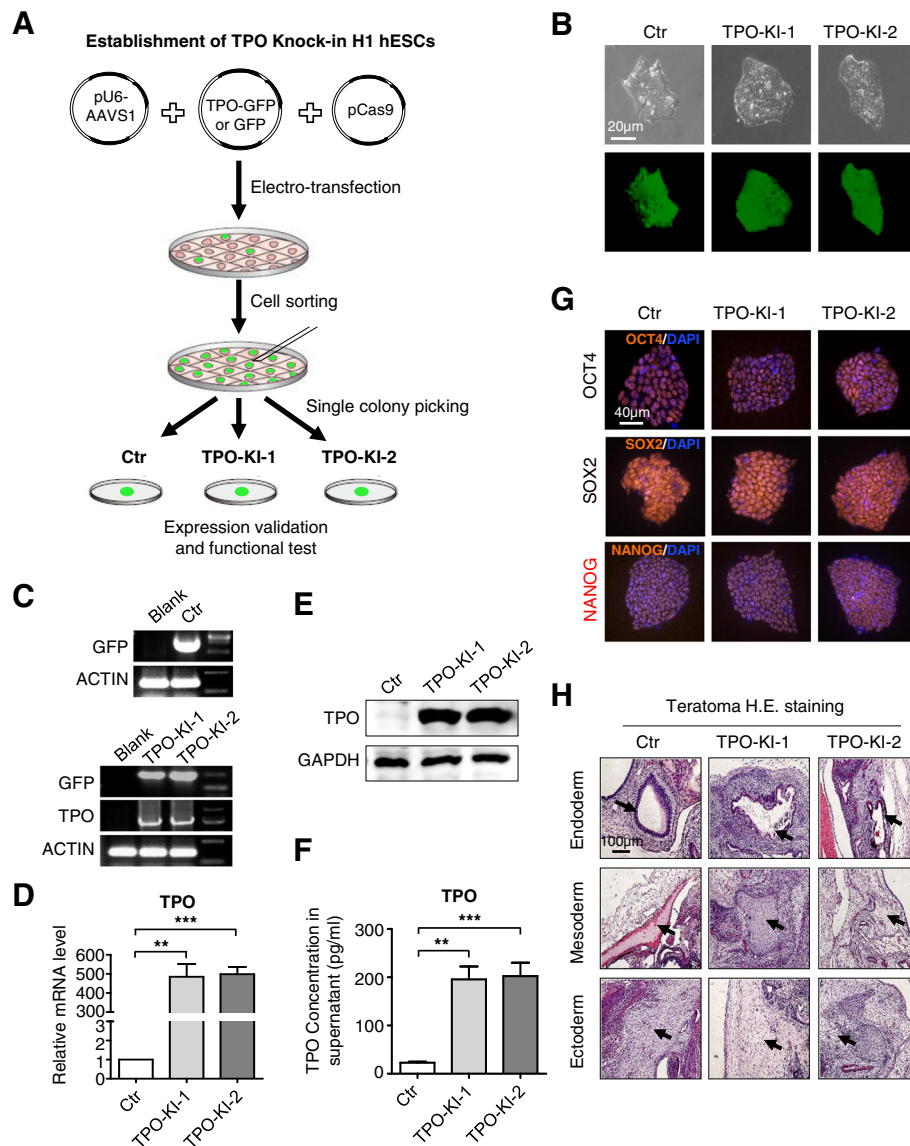 A
Establishment of TPO Knock-in H1 hESCs
pU6-
AAVS1
TPO-GFP
or GFP
pCas9
Electro-transfection
Cell sorting
Single colony picking
Ctr
TPO-KI-1
TPO-KI-2
Expression validation
and functional test
B
Ctr
TPO-KI-1
TPO-KI-2
20μm
G
Ctr
TPO-KI-1
TPO-KI-2
OCT4
OCT4/DAPI
40μm
SOX2
SOX2/DAPI
NANOG
NANOG/DAPI
C
Blank
Ctr
GFP
ACTIN
Blank
TPO-KI-1
TPO-KI-2
GFP
TPO
ACTIN
E
Ctr
TPO-KI-1
TPO-KI-2
TPO
GAPDH
D
TPO
Relative mRNA level
600
500
400
300
2
1
0
**
***
Ctr
TPO-KI-1
TPO-KI-2
F
TPO
TPO Concentration in
supernatant (pg/ml)
300
200
100
0
**
***
Ctr
TPO-KI-1
TPO-KI-2
H
Teratoma H.E. staining
Ctr
TPO-KI-1
TPO-KI-2
Endoderm
100μm
Mesoderm
Ectoderm